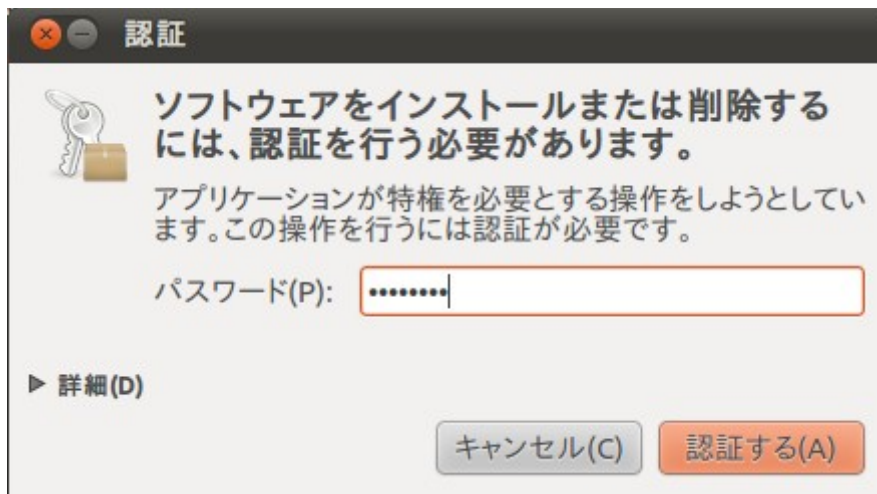 認証
ソフトウェアをインストールまたは削除する
には、認証を行う必要があります。
アプリケーションが特権を必要とする操作をしようとしてい
ます。この操作を行うには認証が必要です。
パスワード(P): ••••••••
詳細(D)
キャンセル(C) 認証する(A)